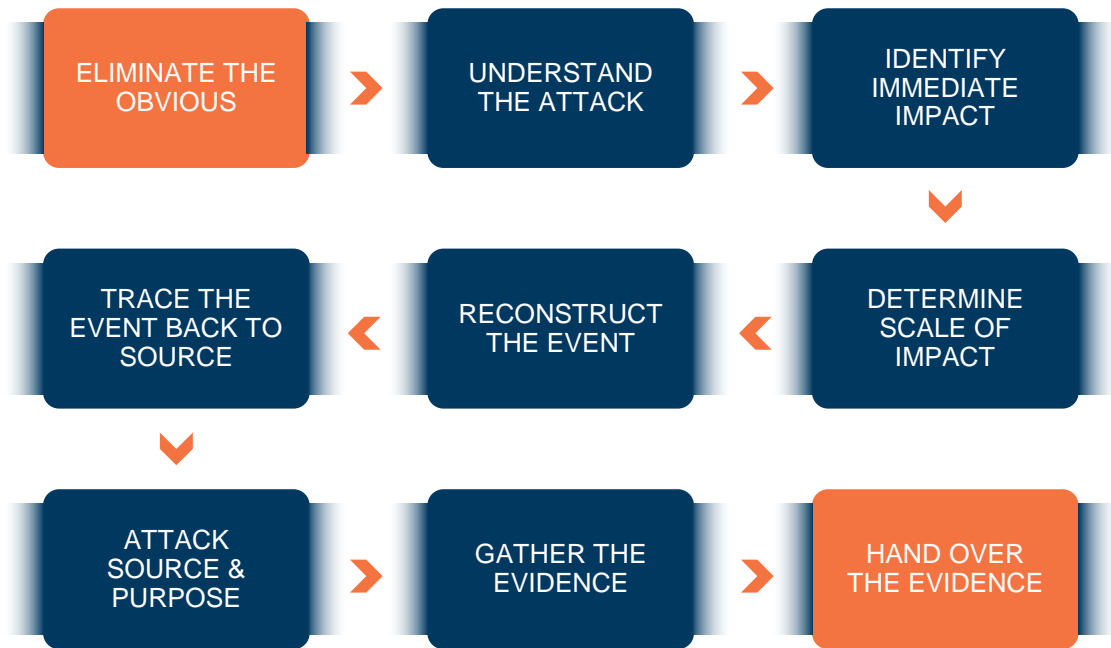 ELIMINATE THE
OBVIOUS
UNDERSTAND
THE ATTACK
IDENTIFY
IMMEDIATE
IMPACT
DETERMINE
SCALE OF
IMPACT
RECONSTRUCT
THE EVENT
TRACE THE
EVENT BACK TO
SOURCE
ATTACK
SOURCE &
PURPOSE
GATHER THE
EVIDENCE
HAND OVER
THE EVIDENCE